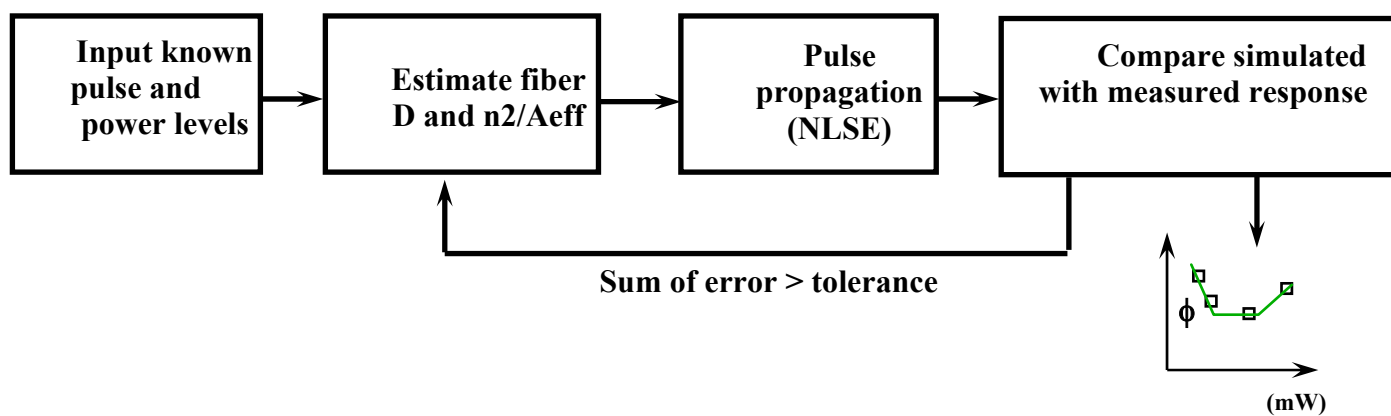 Input known
pulse and
power levels
Estimate fiber
D and n2/Aeff
Pulse
propagation
(NLSE)
Compare simulated
with measured response
Sum of error > tolerance
ϕ
(mW)